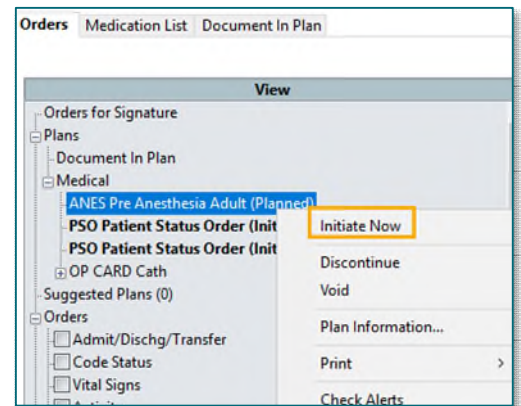 Orders Medication List Document In Plan
View
Orders for Signature
Plans
Document In Plan
Medical
ANES Pre Anesthesia Adult (Planned)
PSO Patient Status Order (Init
PSO Patient Status Order (Init
OP CARD Cath
Suggested Plans (0)
Orders
Admit/Dischg/Transfer
Code Status
Vital Signs
Initiate Now
Discontinue
Void
Plan Information...
Print >
Check Alerts